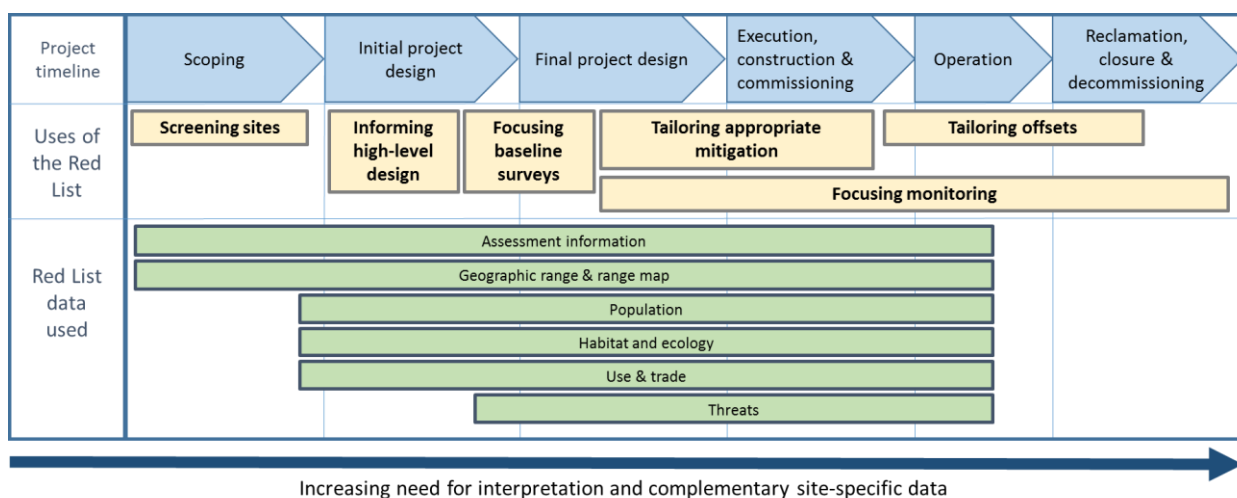 Project
timeline
Scoping
Initial project
design
Final project design
Execution,
construction &
commissioning
Operation
Reclamation,
closure &
decommissioning
Uses of
the Red
List
Screening sites
Informing
high-level
design
Focusing
baseline
surveys
Tailoring appropriate
mitigation
Tailoring offsets
Focusing monitoring
Red List
data
used
Assessment information
Geographic range & range map
Population
Habitat and ecology
Use & trade
Threats
Increasing need for interpretation and complementary site-specific data